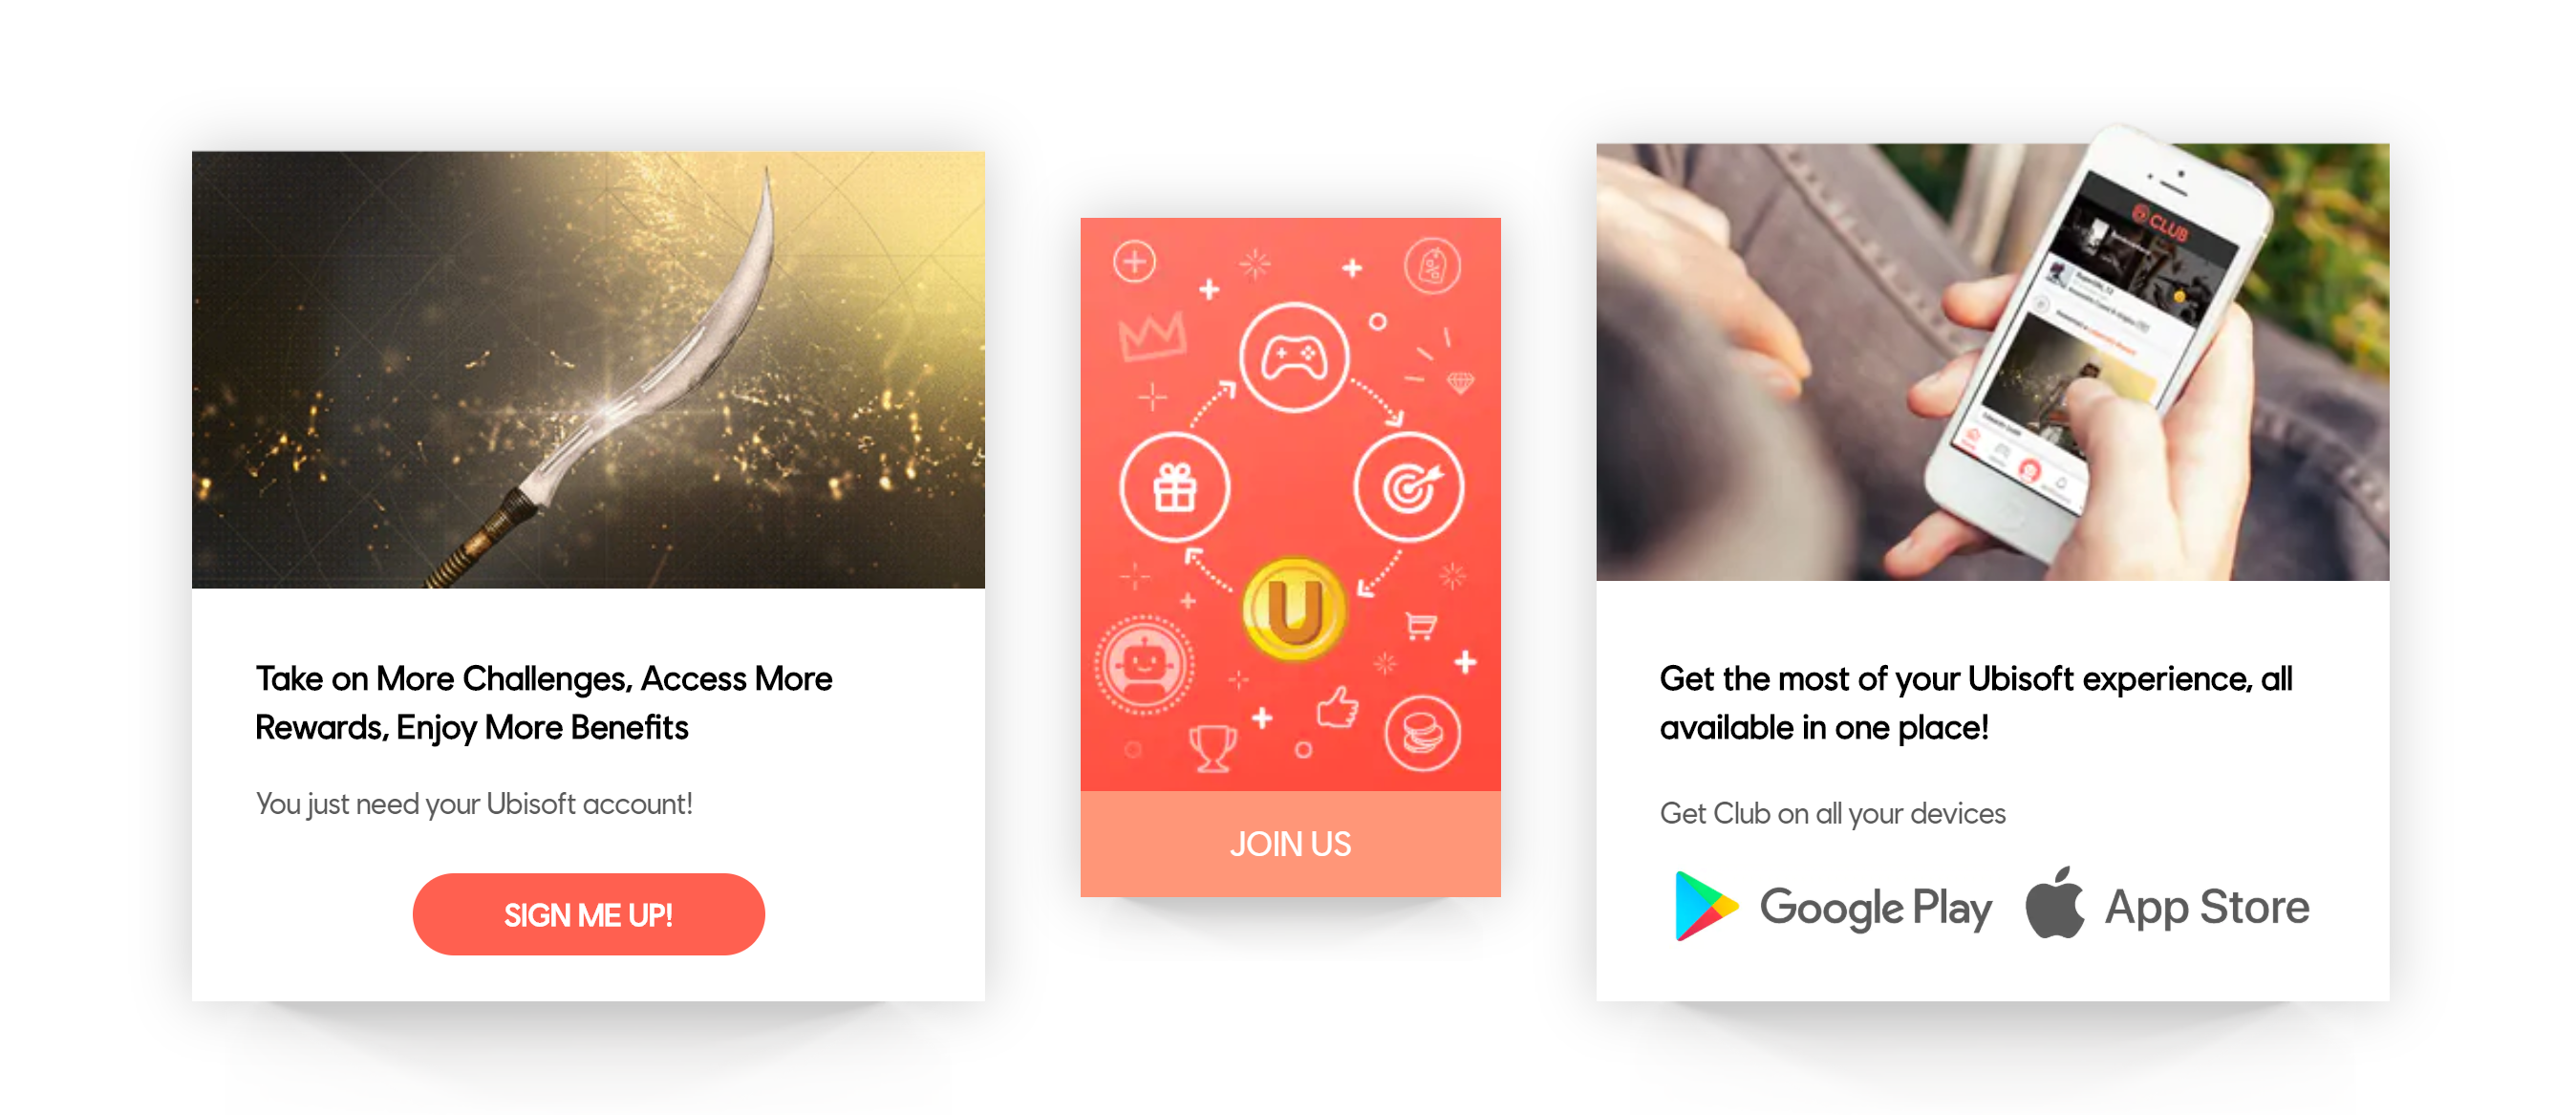 Take on More Challenges, Access More
Rewards, Enjoy More Benefits
You just need your Ubisoft account!
SIGN ME UP!
U
JOIN US
CLUB
Get the most of your Ubisoft experience, all
available in one place!
Get Club on all your devices
Google Play
App Store